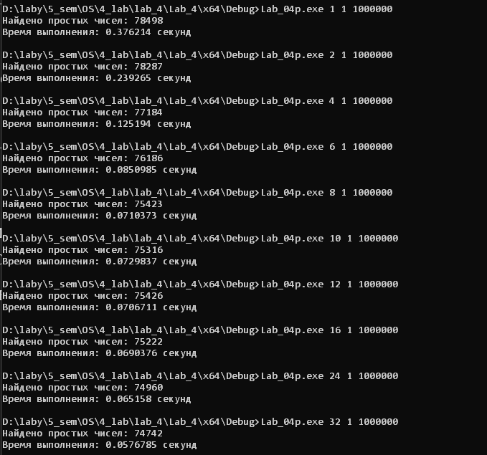 D:\laby\5_sem\OS\4_lab\lab_4\Lab_4\x64\Debug>Lab_04p.exe 1 1 1000000
Найдено простых чисел: 78498
Время выполнения: 0.376214 секунд
D:\laby\5_sem\OS\4_lab\lab_4\Lab_4\x64\Debug>Lab_04p.exe 2 1 1000000
Найдено простых чисел: 78287
Время выполнения: 0.239265 секунд
D:\laby\5_sem\OS\4_lab\lab_4\Lab_4\x64\Debug>Lab_04p.exe 4 1 1000000
Найдено простых чисел: 77184
Время выполнения: 0.125194 секунд
D:\laby\5_sem\OS\4_lab\lab_4\Lab_4\x64\Debug>Lab_04p.exe 6 1 1000000
Найдено простых чисел: 76186
Время выполнения: 0.0850985 секунд
D:\laby\5_sem\OS\4_lab\lab_4\Lab_4\x64\Debug>Lab_04p.exe 8 1 1000000
Найдено простых чисел: 75423
Время выполнения: 0.0710373 секунд
D:\laby\5_sem\OS\4_lab\lab_4\Lab_4\x64\Debug>Lab_04p.exe 10 1 1000000
Найдено простых чисел: 75316
Время выполнения: 0.0729837 секунд
D:\laby\5_sem\OS\4_lab\lab_4\Lab_4\x64\Debug>Lab_04p.exe 12 1 1000000
Найдено простых чисел: 75426
Время выполнения: 0.0706711 секунд
D:\laby\5_sem\OS\4_lab\lab_4\Lab_4\x64\Debug>Lab_04p.exe 16 1 1000000
Найдено простых чисел: 75222
Время выполнения: 0.0690376 секунд
D:\laby\5_sem\OS\4_lab\lab_4\Lab_4\x64\Debug>Lab_04p.exe 24 1 1000000
Найдено простых чисел: 74960
Время выполнения: 0.065158 секунд
D:\laby\5_sem\OS\4_lab\lab_4\Lab_4\x64\Debug>Lab_04p.exe 32 1 1000000
Найдено простых чисел: 74742
Время выполнения: 0.0576785 секунд